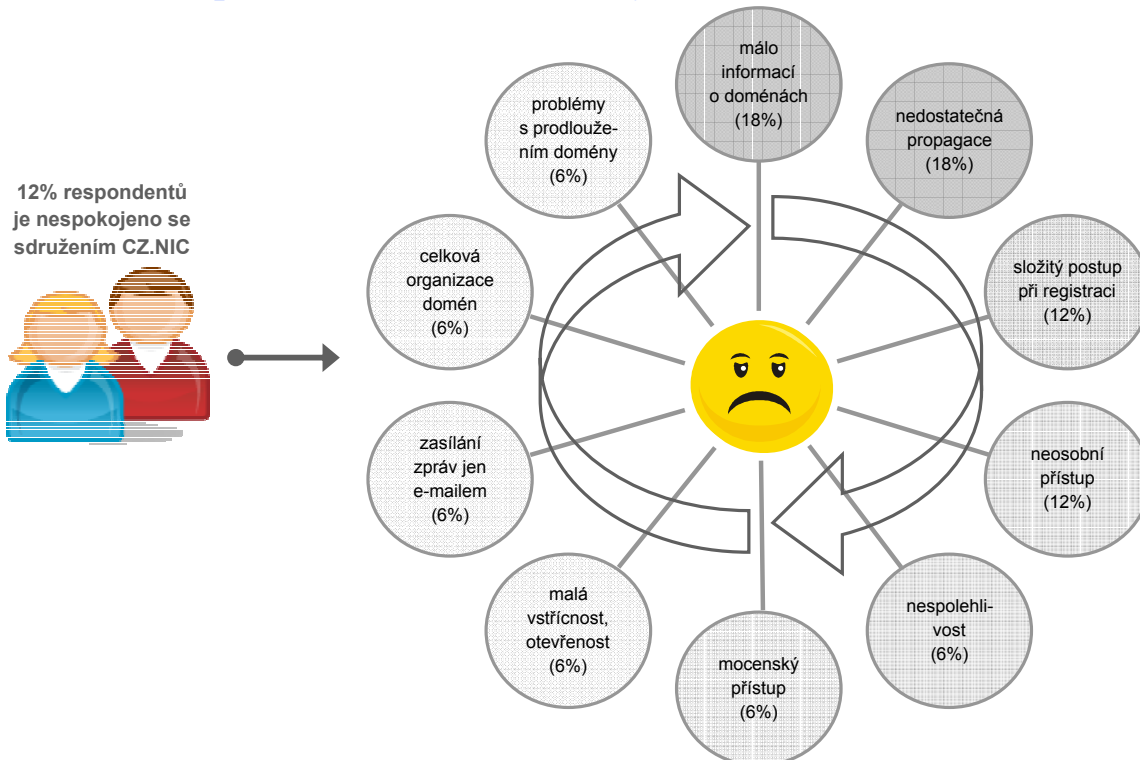 12% respondentů
je nespokojeno se
sdružením CZ.NIC
málo
informací
o doménách
(18%)
nedostatečná
propagace
(18%)
složitý postup
při registraci
(12%)
neosobní
přístup
(12%)
nespolehli-
vost
(6%)
mocenský
přístup
(6%)
malá
vstřícnost,
otevřenost
(6%)
zasílání
zpráv jen
e-mailem
(6%)
celková
organizace
domén
(6%)
problémy
s prodlouže-
ním domény
(6%)